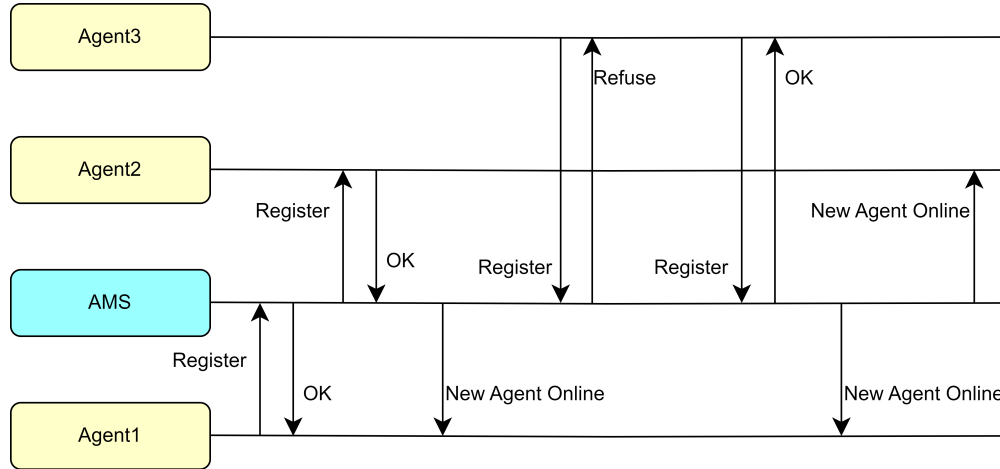 Agent3
Refuse
OK
Agent2
Register
New Agent Online
OK
Register
Register
AMS
Register
OK
New Agent Online
New Agent Online
Agent1